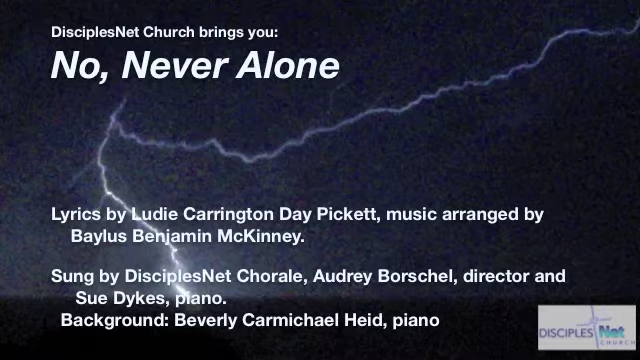 DisciplesNet Church brings you:
No, Never Alone
Lyrics by Ludie Carrington Day Pickett, music arranged by
Baylus Benjamin McKinney.
Sung by DisciplesNet Chorale, Audrey Borschel, director and
Sue Dykes, piano.
Background: Beverly Carmichael Heid, piano
DISCIPLES Net
CHURCH